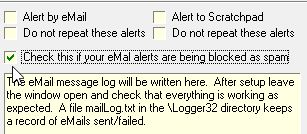 Alert by eMail
Alert to Scratchpad
Do not repeat these alerts
Do not repeat these alerts
Check this if your eMal alerts are being blocked as spam
The eMail message log will be written here. After setup leave
the window open and check that everything is working as
expected. A file mailLog.txt in the \Logger32 directory keeps
a record of eMails sent/failed.